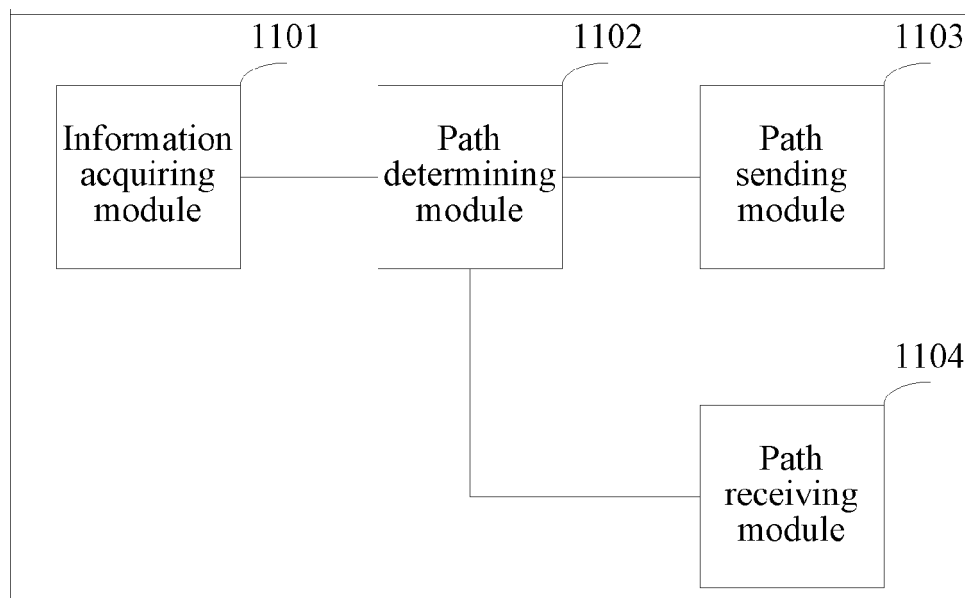 1101
1102
1103
Information
acquiring
module
Path
determining
module
Path
sending
module
1104
Path
receiving
module